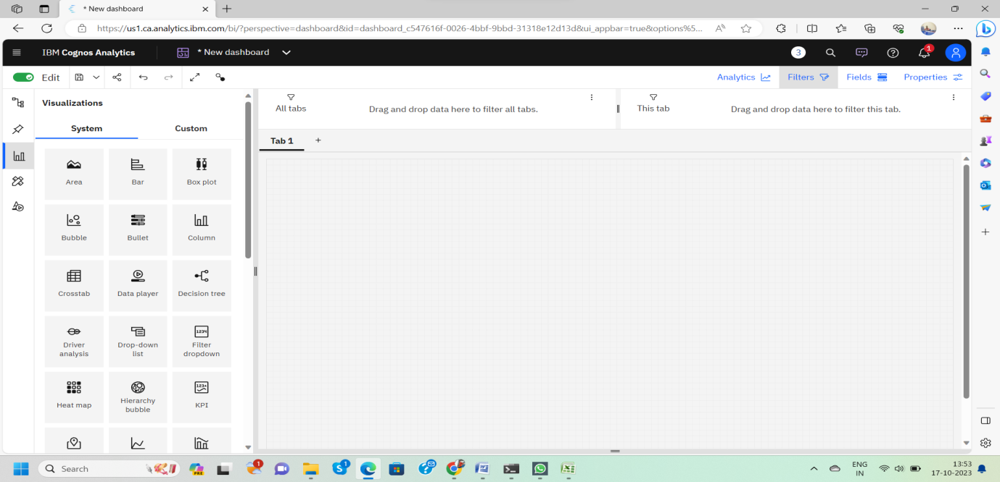 * New dashboard
https://us1.ca.analytics.ibm.com/bi/?perspective=dashboard&id=dashboard_c547616f-0026-4bbf-9bbd-31318e12d13d&ui_appbar=true&options%5...
IBM Cognos Analytics
* New dashboard
3
1
Edit
Analytics
Filters
Fields
Properties
Visualizations
System
Custom
All tabs
Drag and drop data here to filter all tabs.
This tab
Drag and drop data here to filter this tab.
Tab 1
Area
Bar
Box plot
Bubble
Bullet
Column
Crosstab
Data player
Decision tree
Driver
analysis
Drop-down
list
1234
Filter
dropdown
Heat map
Hierarchy
bubble
KPI
Search
PRE
1
1
ENG
IN
13:53
17-10-2023